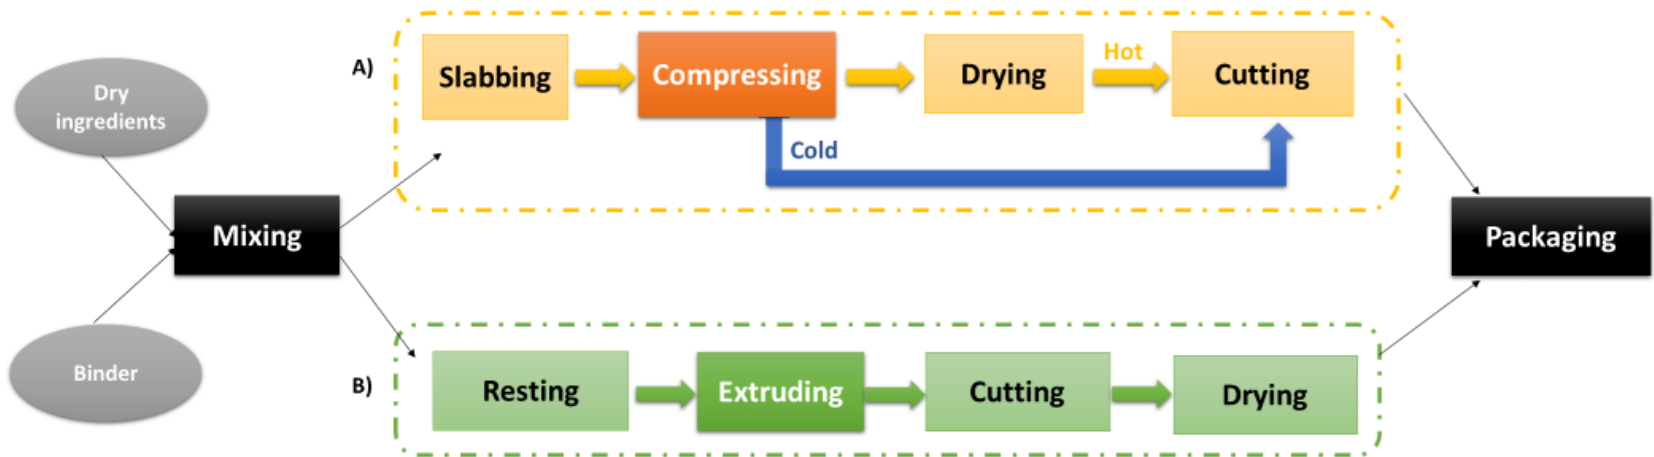 A)
Slabbing
Compressing
Drying
Hot
Cutting
Cold
Dry
ingredients
Mixing
Binder
Packaging
B)
Resting
Extruding
Cutting
Drying